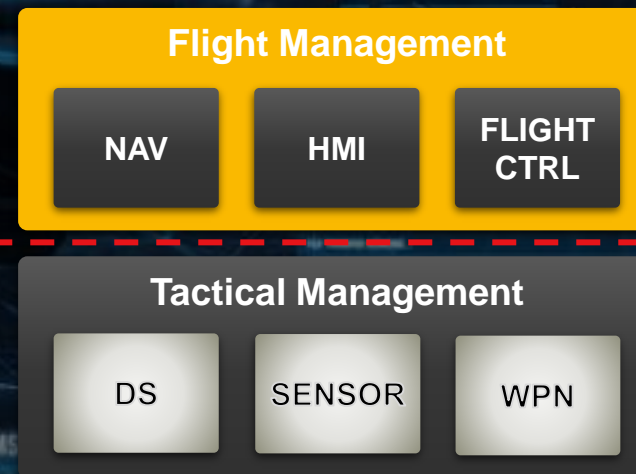 Flight Management
NAV
HMI
FLIGHT
CTRL
Tactical Management
DS
SENSOR
WPN